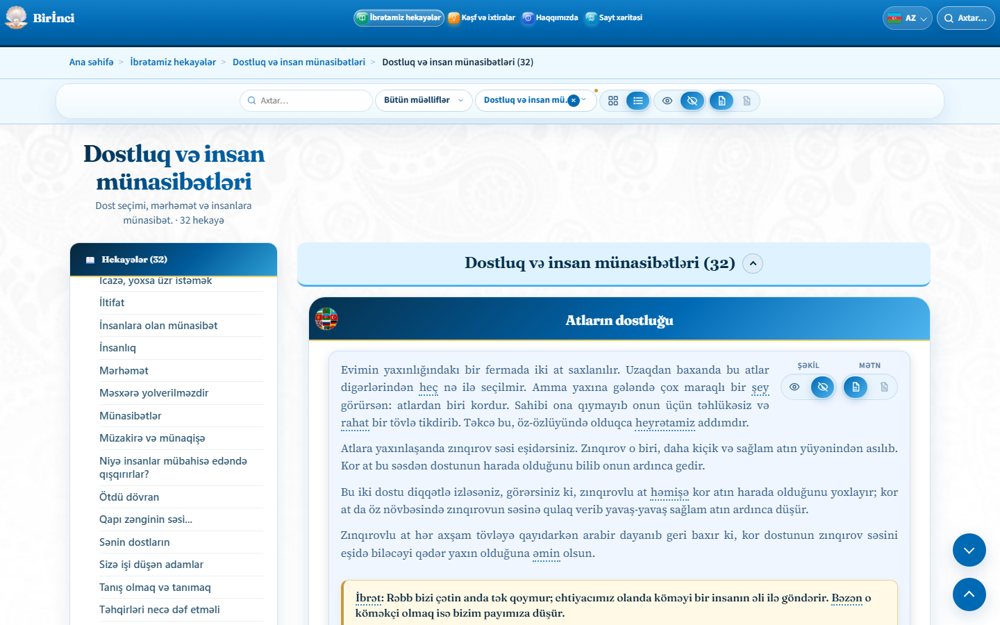 Birİnci
İbrətamiz hekayələr
Kəşf və ixtiralar
Haqqımızda
Sayt xəritəsi
AZ
Axtar...
Ana səhifə > İbrətamiz hekayələr > Dostluq və insan münasibətləri > Dostluq və insan münasibətləri (32)
Axtar...
Bütün müəlliflər
Dostluq və insan mü.
Dostluq və insan
münasibətləri
Dost seçimi, mərhəmət və insanlara
münasibət. · 32 hekayə
Hekayələr (32)
İcazə, yoxsa üzr istəmək
İltifat
İnsanlara olan münasibət
İnsanlıq
Mərhəmət
Məsxərə yolverilməzdir
Münasibətlər
Müzakirə və münaqişə
Niyə insanlar mübahisə edəndə
qışqırırlar?
Ötdü dövran
Qapı zənginin səsi...
Sənin dostların
Sizə işi düşən adamlar
Tanış olmaq və tanımaq
Təhqirləri necə dəf etməli
Dostluq və insan münasibətləri (32)
Atların dostluğu
ŞƏKİL
MƏTN
Evimin yaxınlığındakı bir fermada iki at saxlanılır. Uzaqdan baxanda bu atlar
digərlərindən heç nə ilə seçilmir. Amma yaxına gələndə çox maraqlı bir şey
görürsən: atlardan biri kordur. Sahibi ona qıymayıb onun üçün təhlükəsiz və
rahat bir tövlə tikdirib. Təkcə bu, öz-özlüyündə olduqca heyrətamiz addımdır.
Atlara yaxınlaşanda zınqırov səsi eşidərsiniz. Zınqırov o biri, daha kiçik və sağlam atın yüyənindən asılıb.
Kor at bu səsdən dostunun harada olduğunu bilib onun ardınca gedir.
Bu iki dostu diqqətlə izləsəniz, görərsiniz ki, zınqırovlu at həmişə kor atın harada olduğunu yoxlayır; kor
at da öz növbəsində zınqırovun səsinə qulaq verib yavaş-yavaş sağlam atın ardınca düşür.
Zınqırovlu at hər axşam tövləyə qayıdarkən arabir dayanıb geri baxır ki, kor dostunun zınqırov səsini
eşidə biləcəyi qədər yaxın olduğuna əmin olsun.
İbrət: Rəbb bizi çətin anda tək qoymur; ehtiyacımız olanda köməyi bir insanın əli ilə göndərir. Bəzən o
köməkçi olmaq isə bizim payımıza düşür.